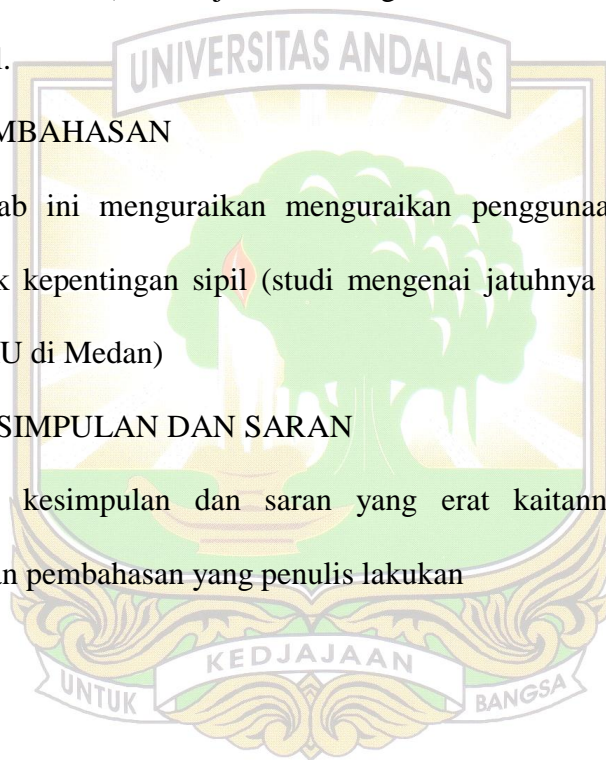 l.
UNIVERSITAS ANDALAS
MBAHASAN
ab ini menguraikan menguraikan penggunaa
k kepentingan sipil (studi mengenai jatuhnya
U di Medan)
SIMPULAN DAN SARAN
kesimpulan dan saran yang erat kaitann
an pembahasan yang penulis lakukan
KEDJAJAAN
UNTUK
BANGSA